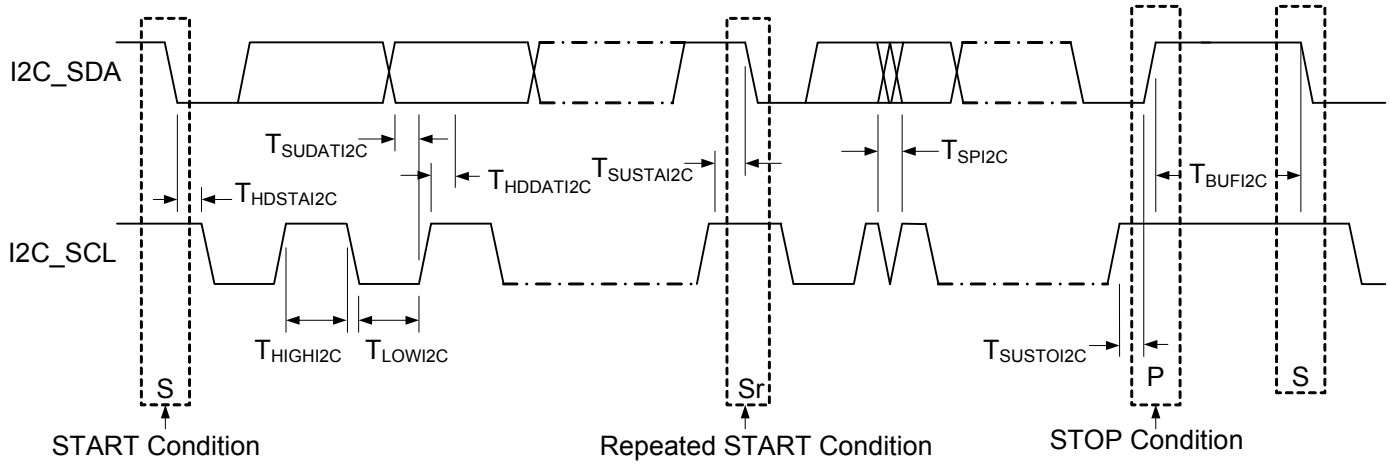 I2C_SDA
T_SUDATI2C
T_HDDATI2C
T_SUSTAI2C
T_SPI2C
T_BUFI2C
T_HDSTAI2C
I2C_SCL
T_HIGHI2C
T_LOWI2C
T_SUSTOI2C
S
Sr
P
S
START Condition
Repeated START Condition
STOP Condition